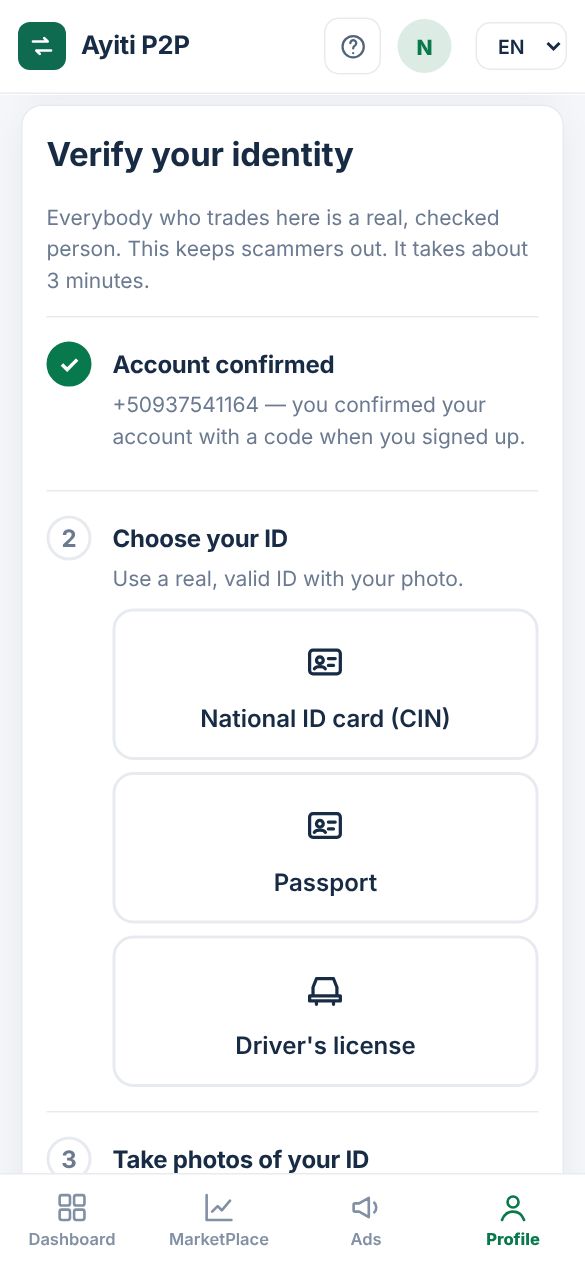 Ayiti P2P
N
EN
Verify your identity
Everybody who trades here is a real, checked
person. This keeps scammers out. It takes about
3 minutes.
Account confirmed
+50937541164 — you confirmed your
account with a code when you signed up.
2
Choose your ID
Use a real, valid ID with your photo.
National ID card (CIN)
Passport
Driver's license
3
Take photos of your ID
Dashboard
MarketPlace
Ads
Profile